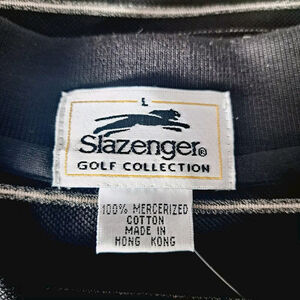 L
Slazenger®
GOLF COLLECTION
100% MERCERIZED
COTTON
MADE IN
HONG KONG